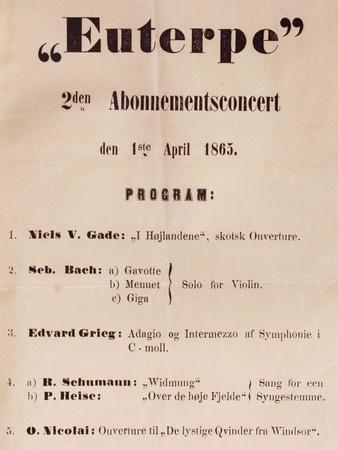 „Euterpe”
2den Abonnementsconcert
den 1ste April 1865.
PROGRAM:
1. Niels V. Gade: „I Højlandene“, skotsk Ouverture.
2. Seb. Bach: a) Gavotte
b) Menuet } Solo for Violin.
c) Giga
3. Edvard Grieg: Adagio og Intermezzo af Symphonie i
C-moll.
4. a) R. Schumann: „Widmung“ } Sang for een
b) P. Heise: „Over de høje Fjelde“ } Syngestemme.
5. O. Nicolai: Ouverture til „De lystige Qvinder fra Windsor“.